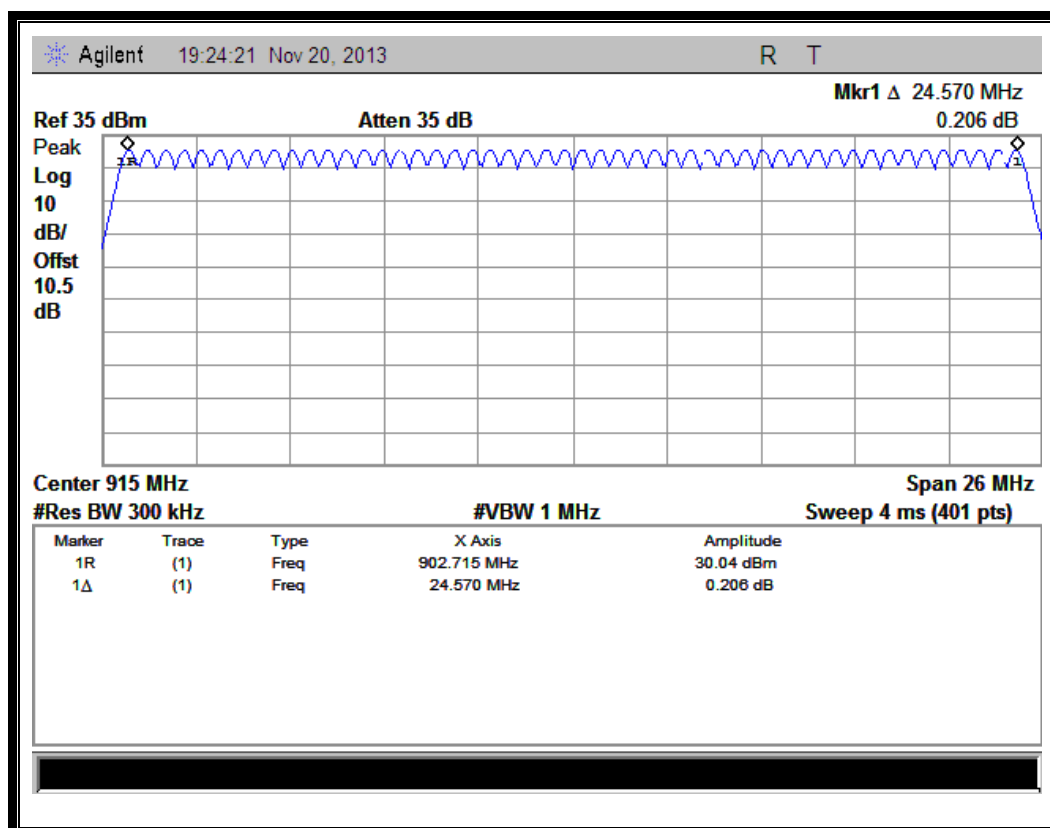 Agilent 19:24:21 Nov 20, 2013 R T
Mkr1 Δ 24.570 MHz
Ref 35 dBm Atten 35 dB 0.206 dB
Peak
Log
10
dB/
Offst
10.5
dB
1R 1
Center 915 MHz Span 26 MHz
#Res BW 300 kHz #VBW 1 MHz Sweep 4 ms (401 pts)
Marker Trace Type X Axis Amplitude
1R (1) Freq 902.715 MHz 30.04 dBm
1Δ (1) Freq 24.570 MHz 0.206 dB